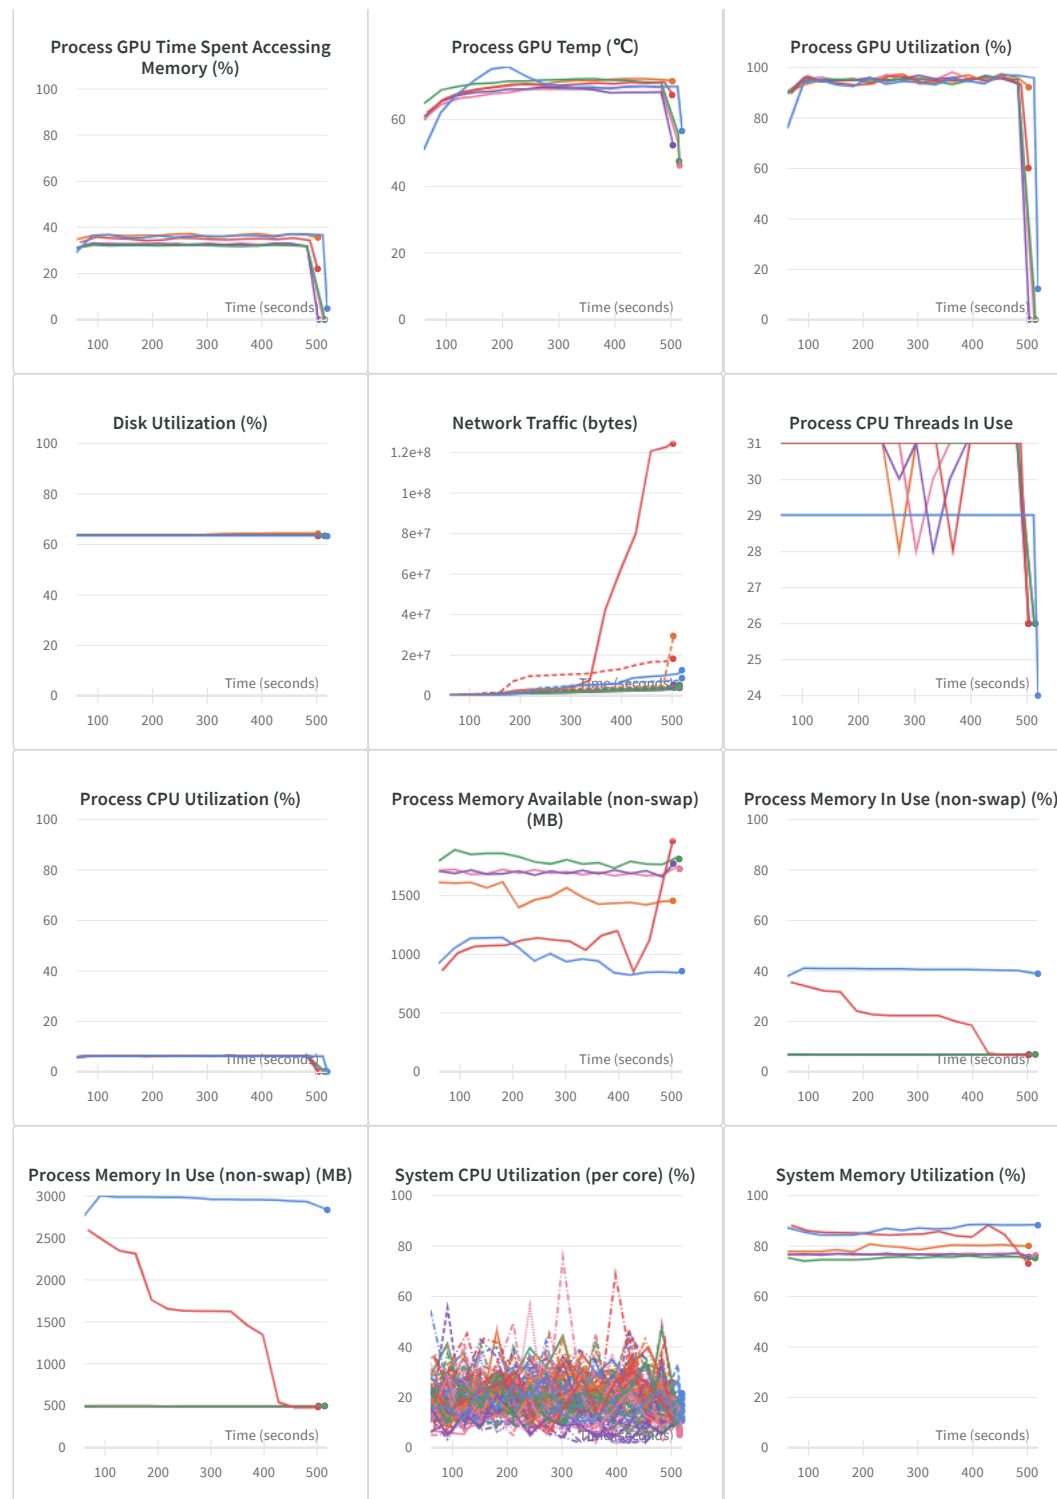 Process GPU Time Spent Accessing
Memory (%)
100
80
60
40
20
0
Time (seconds)
100 200 300 400 500
Process GPU Temp (℃)
60
40
20
0
Time (seconds)
100 200 300 400 500
Process GPU Utilization (%)
100
80
60
40
20
0
Time (seconds)
100 200 300 400 500
Disk Utilization (%)
100
80
60
40
20
0
Time (seconds)
100 200 300 400 500
Network Traffic (bytes)
1.2e+8
1e+8
8e+7
6e+7
4e+7
2e+7
0
Time (seconds)
100 200 300 400 500
Process CPU Threads In Use
31
30
29
28
27
26
25
24
Time (seconds)
100 200 300 400 500
Process CPU Utilization (%)
100
80
60
40
20
0
Time (seconds)
100 200 300 400 500
Process Memory Available (non-swap)
(MB)
1500
1000
500
0
Time (seconds)
100 200 300 400 500
Process Memory In Use (non-swap) (%)
100
80
60
40
20
0
Time (seconds)
100 200 300 400 500
Process Memory In Use (non-swap) (MB)
3000
2500
2000
1500
1000
500
0
Time (seconds)
100 200 300 400 500
System CPU Utilization (per core) (%)
100
80
60
40
20
0
Time (seconds)
100 200 300 400 500
System Memory Utilization (%)
100
80
60
40
20
0
Time (seconds)
100 200 300 400 500